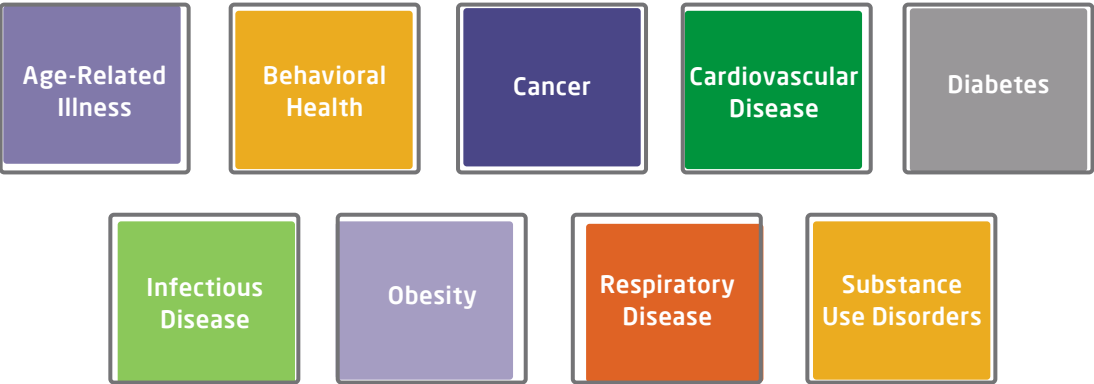 Age-Related
Illness
Behavioral
Health
Cancer
Cardiovascular
Disease
Diabetes
Infectious
Disease
Obesity
Respiratory
Disease
Substance
Use Disorders